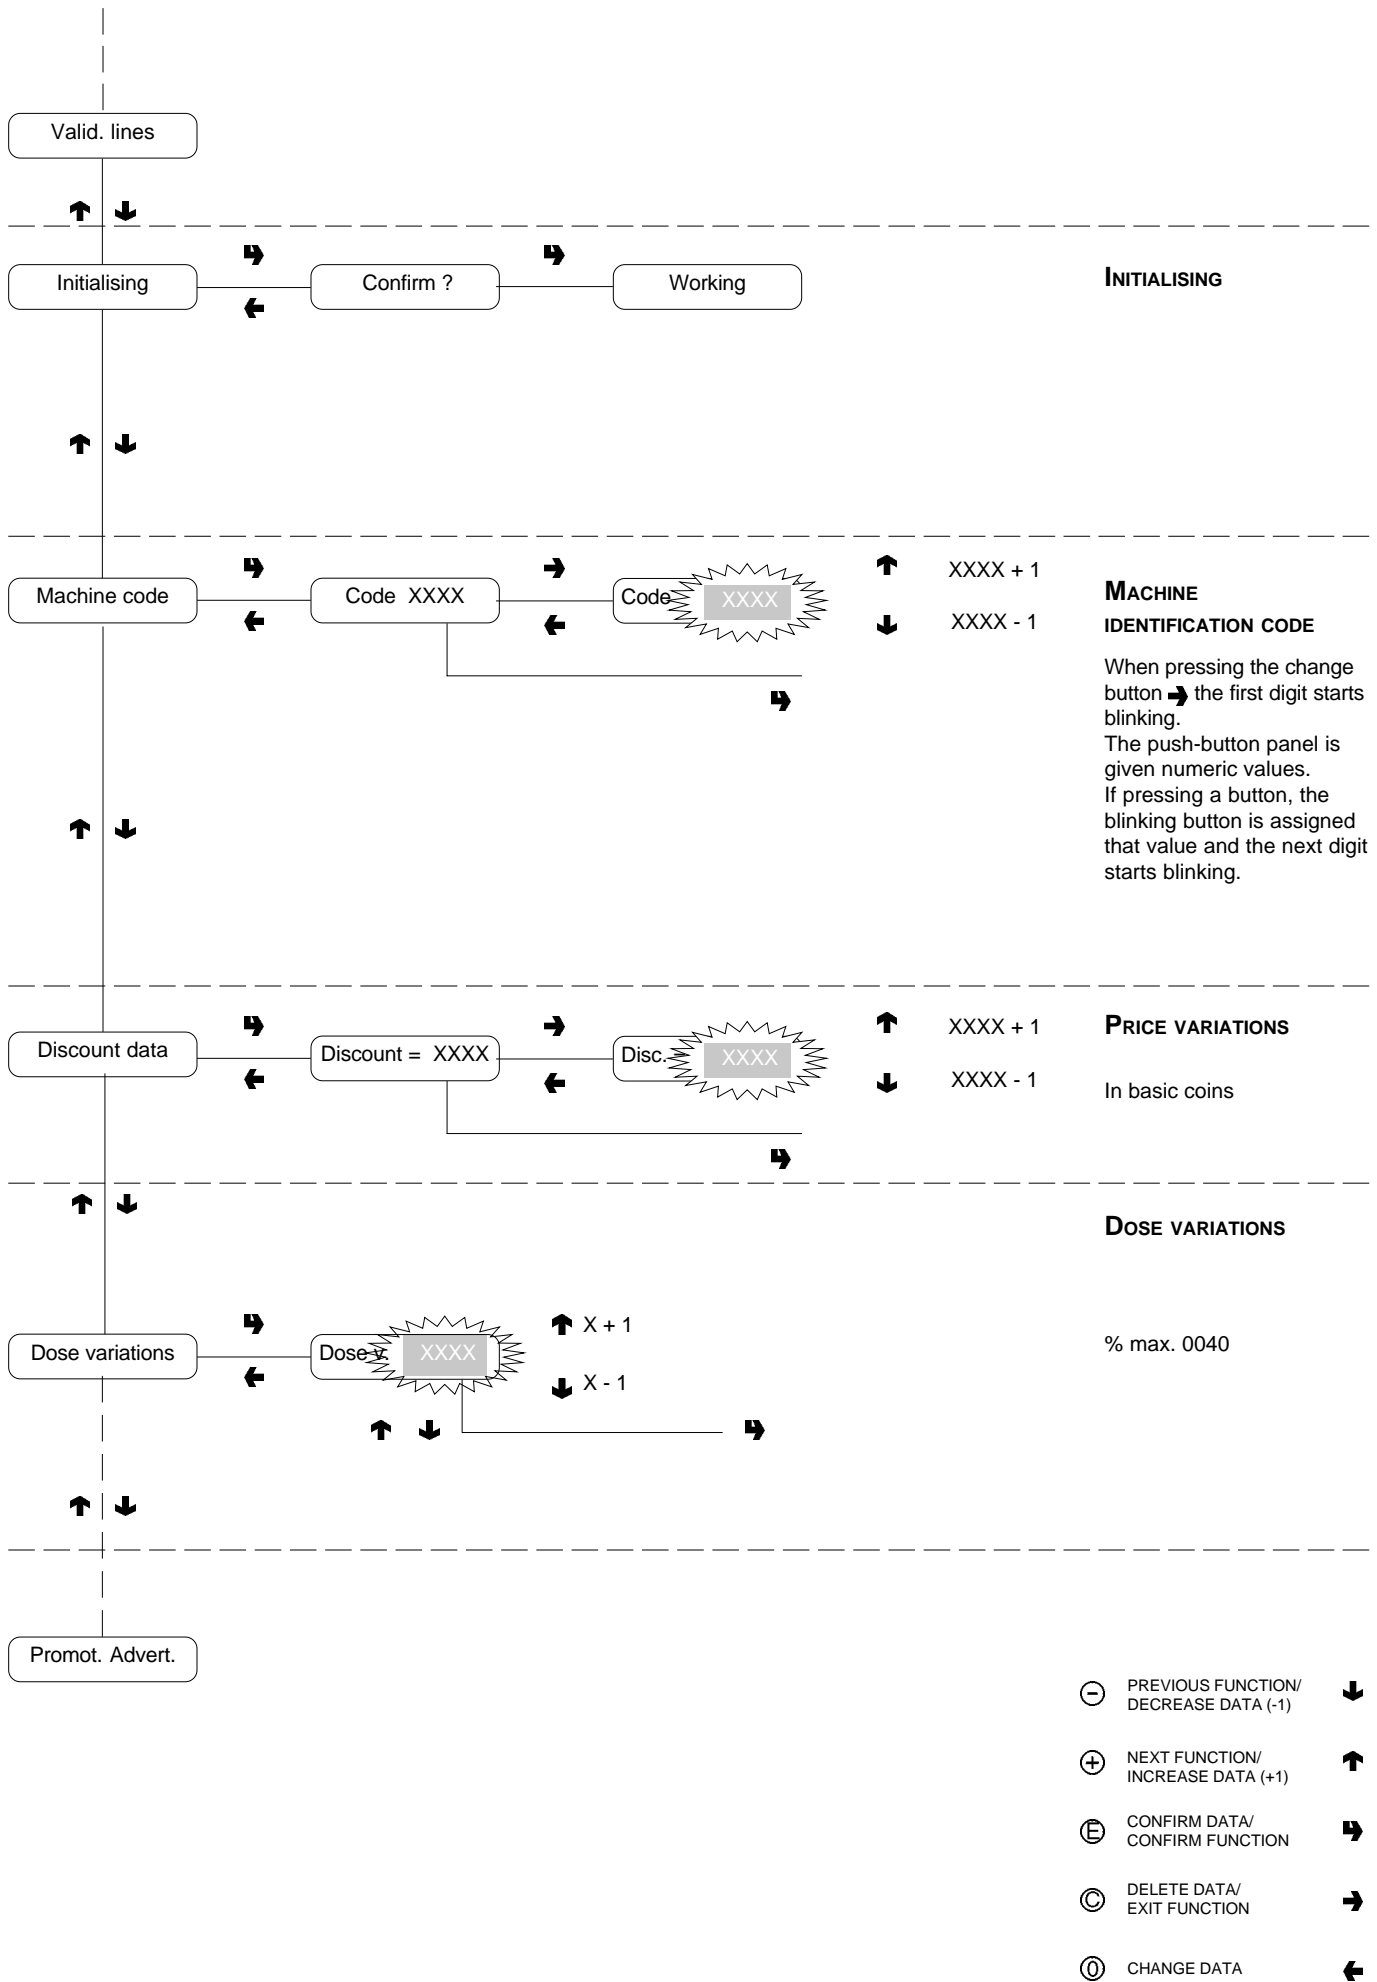 Valid. lines
Initialising
Confirm ?
Working
INITIALISING
Machine code
Code XXXX
Code XXXX
XXXX + 1
XXXX - 1
MACHINE
IDENTIFICATION CODE
When pressing the change
button the first digit starts
blinking.
The push-button panel is
given numeric values.
If pressing a button, the
blinking button is assigned
that value and the next digit
starts blinking.
Discount data
Discount = XXXX
Disc. = XXXX
XXXX + 1
XXXX - 1
PRICE VARIATIONS
In basic coins
DOSE VARIATIONS
Dose variations
Dose v. XXXX
X + 1
X - 1
% max. 0040
Promot. Advert.
- PREVIOUS FUNCTION/
DECREASE DATA (-1)
+ NEXT FUNCTION/
INCREASE DATA (+1)
E CONFIRM DATA/
CONFIRM FUNCTION
C DELETE DATA/
EXIT FUNCTION
0 CHANGE DATA